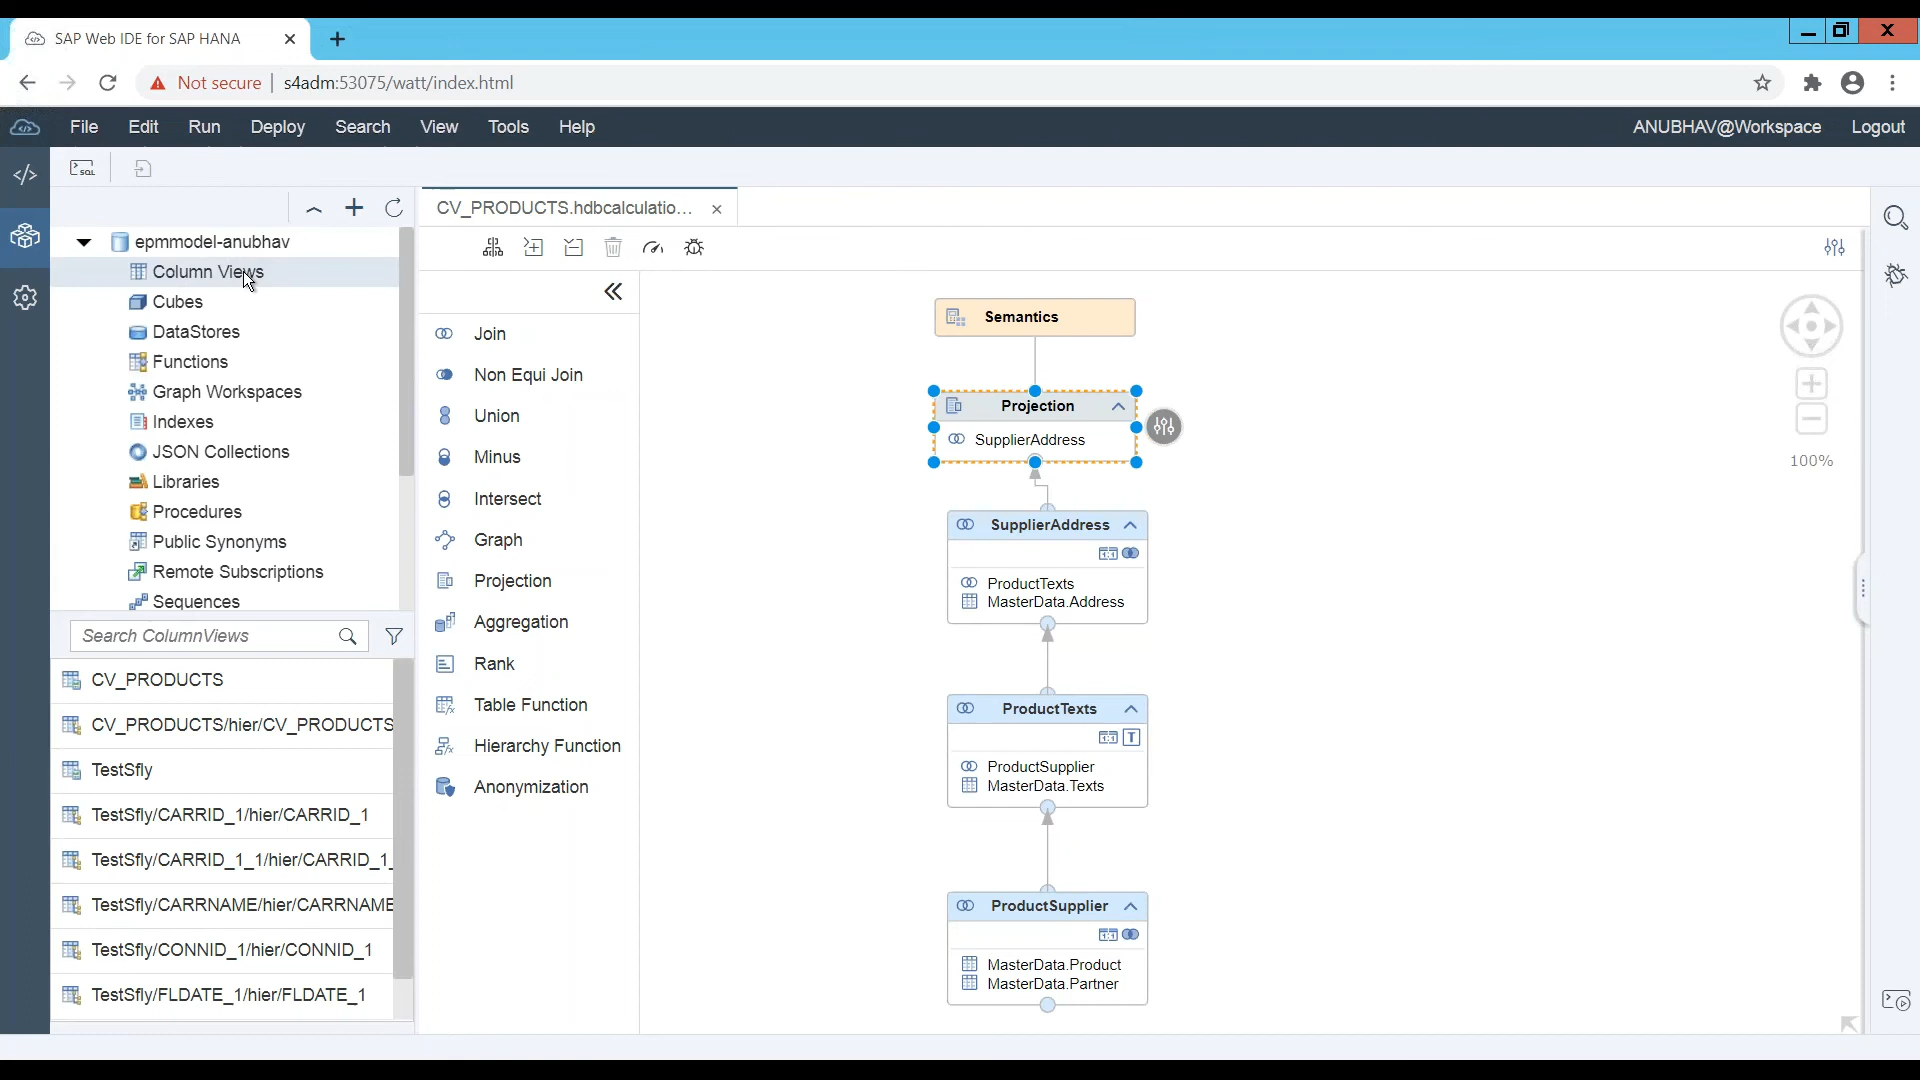 SAP Web IDE for SAP HANA
Not secure
s4adm:53075/watt/index.html
File Edit Run Deploy Search View Tools Help
ANUBHAV@Workspace Logout
SQL
epmmodel-anubhav
Column Views
Cubes
DataStores
Functions
Graph Workspaces
Indexes
JSON Collections
Libraries
Procedures
Public Synonyms
Remote Subscriptions
Sequences
Search ColumnViews
CV_PRODUCTS
CV_PRODUCTS/hier/CV_PRODUCTS
TestSfly
TestSfly/CARRID_1/hier/CARRID_1
TestSfly/CARRID_1_1/hier/CARRID_1_
TestSfly/CARRNAME/hier/CARRNAME
TestSfly/CONNID_1/hier/CONNID_1
TestSfly/FLDATE_1/hier/FLDATE_1
CV_PRODUCTS.hdbcalculatio...
Join
Non Equi Join
Union
Minus
Intersect
Graph
Projection
Aggregation
Rank
Table Function
Hierarchy Function
Anonymization
Semantics
Projection
SupplierAddress
SupplierAddress
ProductTexts
MasterData.Address
ProductTexts
T
ProductSupplier
MasterData.Texts
ProductSupplier
MasterData.Product
MasterData.Partner
100%